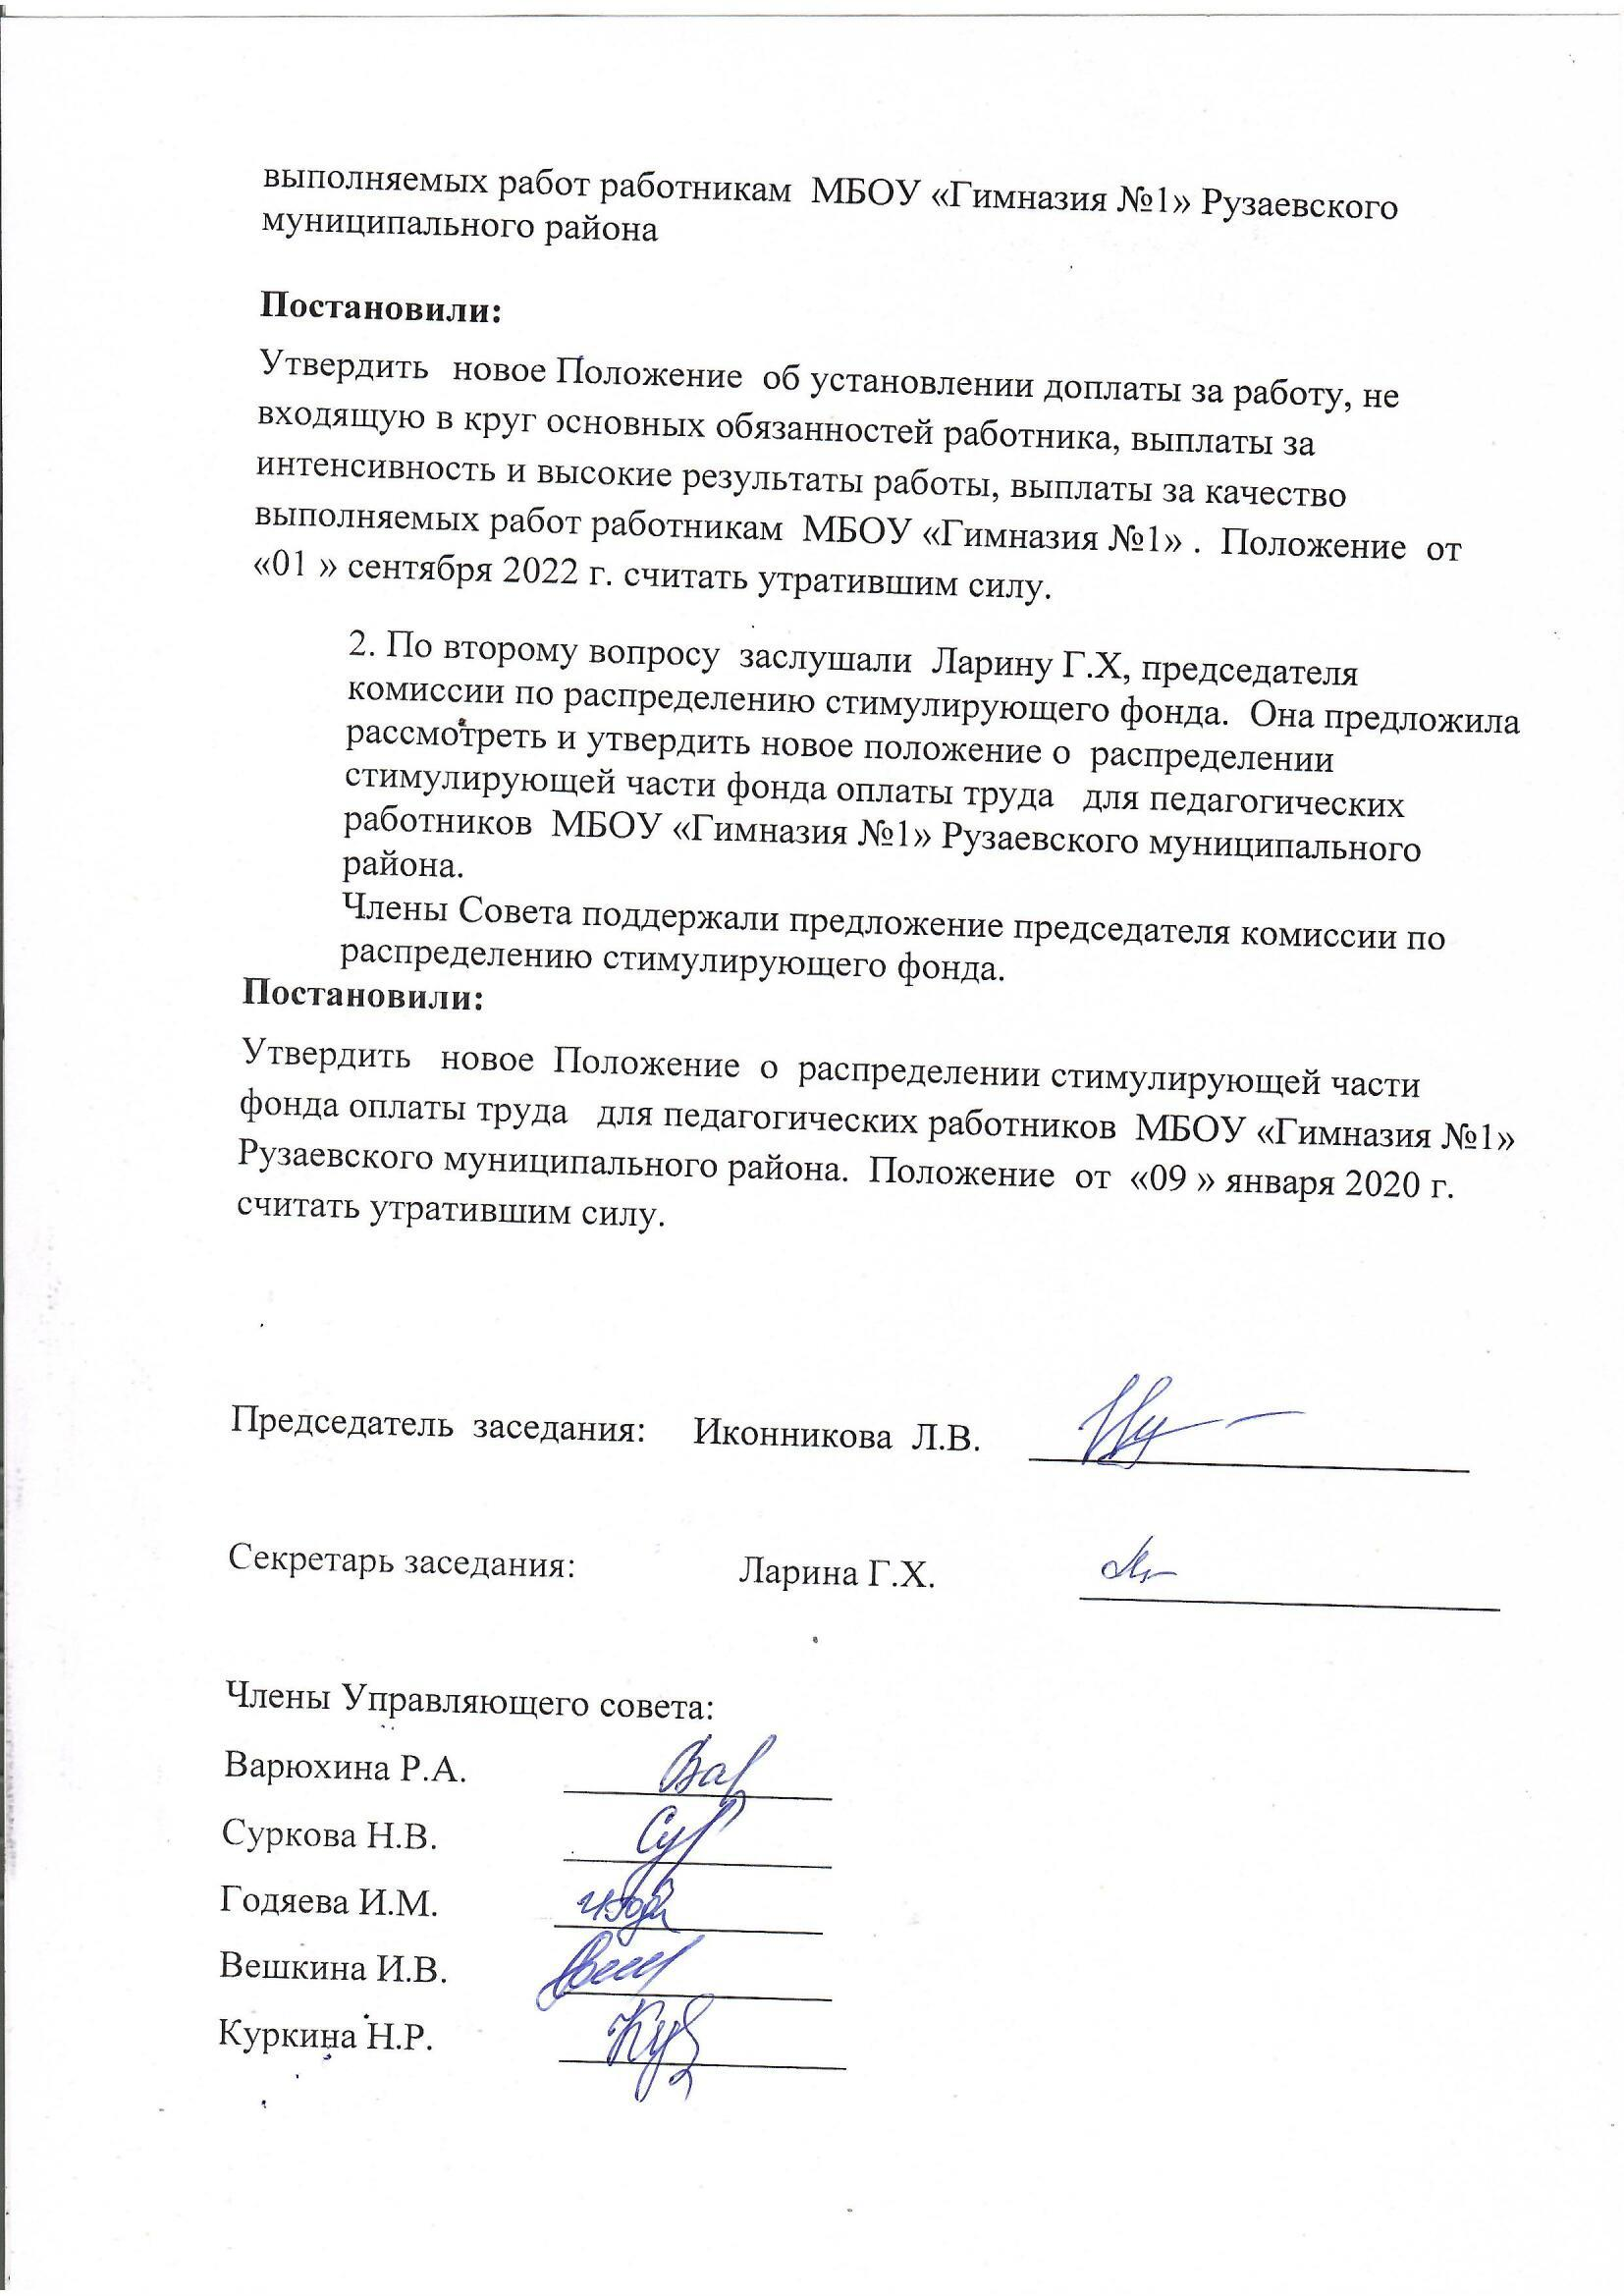 выполняемых работ работникам МБОУ «Гимназия №1» Рузаевского
муниципального района
Постановили:
Утвердить новое Положение об установлении доплаты за работу, не
входящую в круг основных обязанностей работника, выплаты за
интенсивность и высокие результаты работы, выплаты за качество
выполняемых работ работникам МБОУ «Гимназия №1» . Положение от
«01 » сентября 2022 г. считать утратившим силу.
2. По второму вопросу заслушали Ларину Г.Х, председателя
комиссии по распределению стимулирующего фонда. Она предложила
рассмотреть и утвердить новое положение о распределении
стимулирующей части фонда оплаты труда для педагогических
работников МБОУ «Гимназия №1» Рузаевского муниципального
района.
Члены Совета поддержали предложение председателя комиссии по
распределению стимулирующего фонда.
Постановили:
Утвердить новое Положение о распределении стимулирующей части
фонда оплаты труда для педагогических работников МБОУ «Гимназия №1»
Рузаевского муниципального района. Положение от «09 » января 2020 г.
считать утратившим силу.
Председатель заседания: Иконникова Л.В.
Секретарь заседания: Ларина Г.Х.
Члены Управляющего совета:
Варюхина Р.А.
Суркова Н.В.
Годяева И.М.
Вешкина И.В.
Куркина Н.Р.